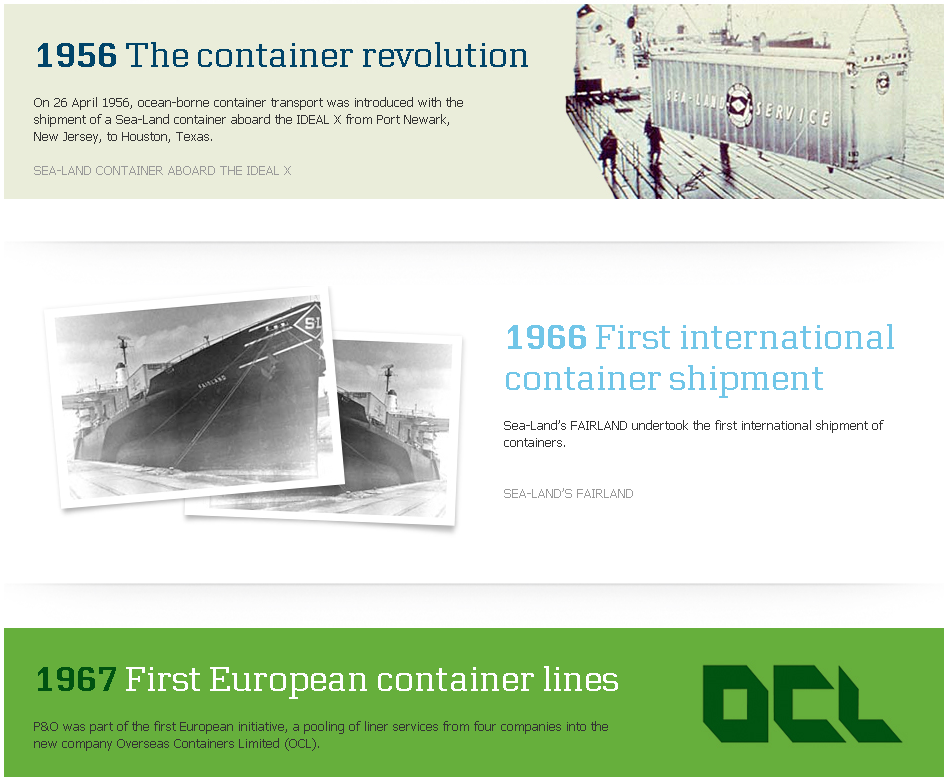 1956 The container revolution
On 26 April 1956, ocean-borne container transport was introduced with the
shipment of a Sea-Land container aboard the IDEAL X from Port Newark,
New Jersey, to Houston, Texas.
SEA-LAND CONTAINER ABOARD THE IDEAL X
SEA-LAND SERVICE
1966 First international
container shipment
Sea-Land's FAIRLAND undertook the first international shipment of
containers.
SEA-LAND'S FAIRLAND
SL
FAIRLAND
1967 First European container lines
P&O was part of the first European initiative, a pooling of liner services from four companies into the
new company Overseas Containers Limited (OCL).
OCL